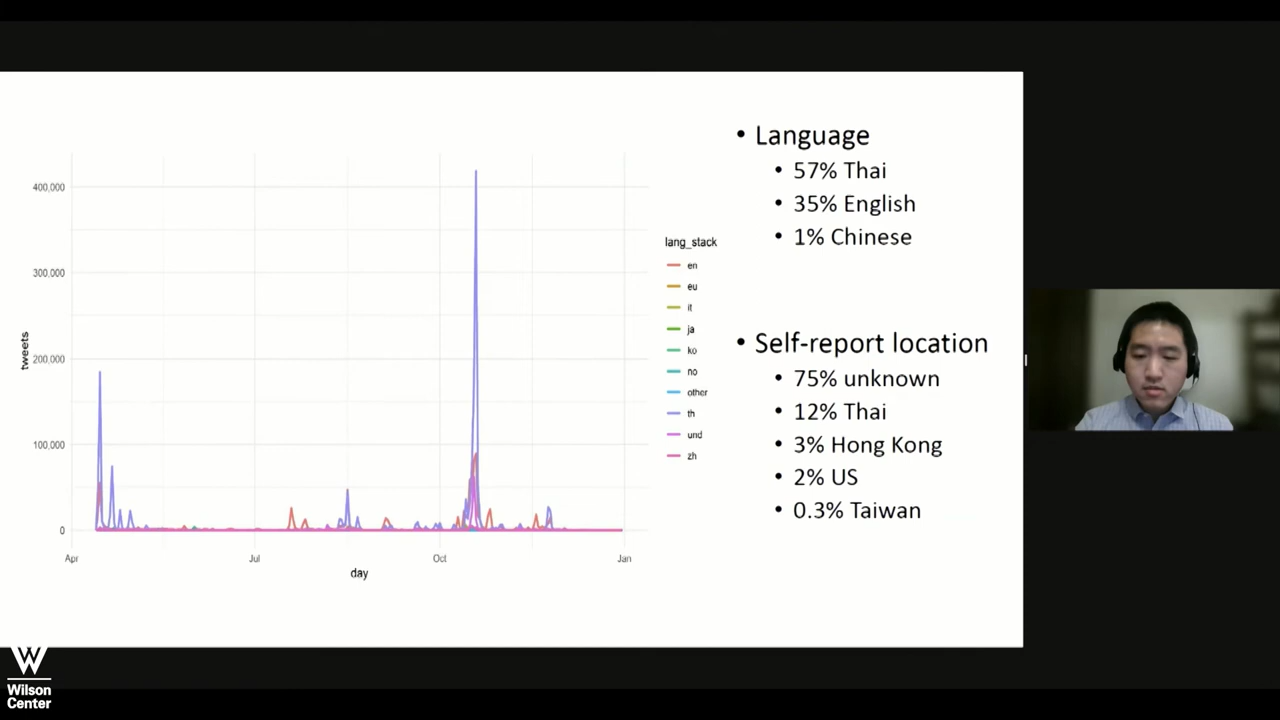 400,000
300,000
200,000
100,000
0
tweets
Apr
Jul
Oct
Jan
day
lang_stack
en
eu
it
ja
ko
no
other
th
und
zh
• Language
• 57% Thai
• 35% English
• 1% Chinese
• Self-report location
• 75% unknown
• 12% Thai
• 3% Hong Kong
• 2% US
• 0.3% Taiwan
W
Wilson
Center